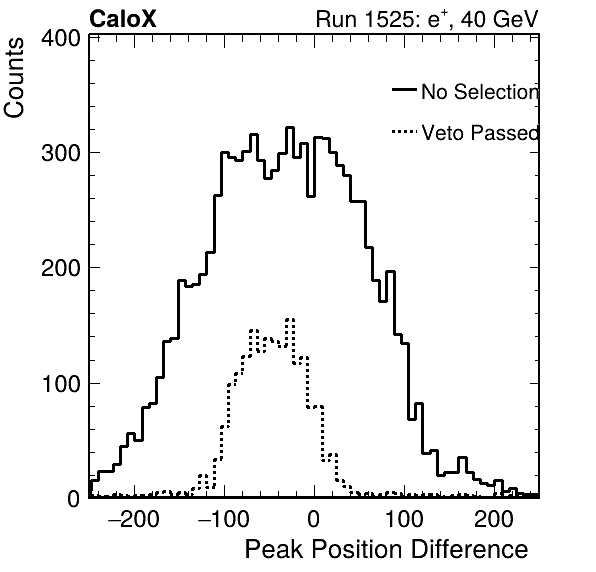 CaloX Run 1525: e⁺, 40 GeV
Counts
400
300
200
100
0
No Selection
Veto Passed
−200 −100 0 100 200
Peak Position Difference